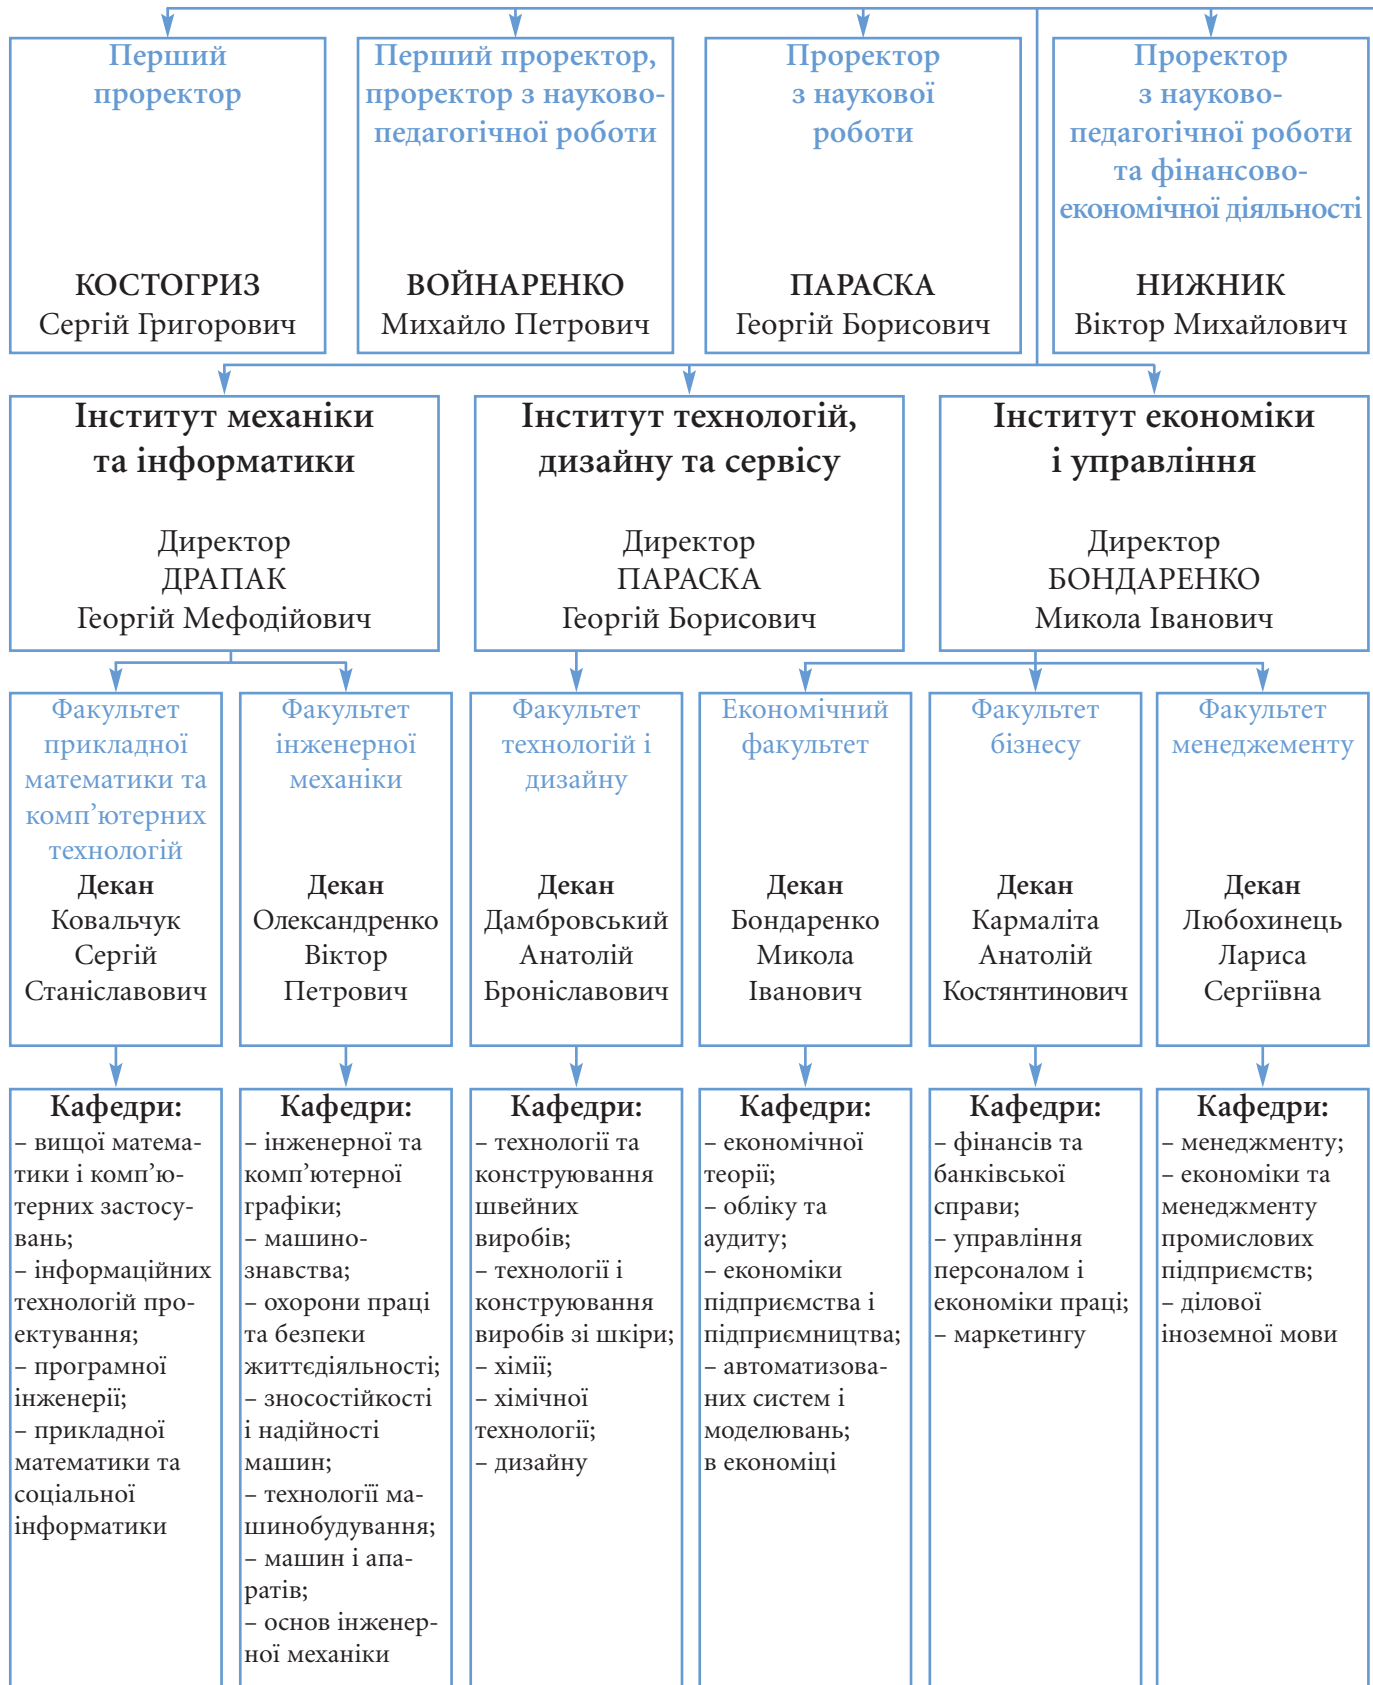 Перший
проректор
КОСТОГРИЗ
Сергій Григорович
Перший проректор,
проректор з науково-
педагогічної роботи
ВОЙНАРЕНКО
Михайло Петрович
Проректор
з наукової
роботи
ПАРАСКА
Георгій Борисович
Проректор
з науково-
педагогічної роботи
та фінансово-
економічної діяльності
НИЖНИК
Віктор Михайлович
Інститут механіки
та інформатики
Директор
ДРАПАК
Георгій Мефодійович
Інститут технологій,
дизайну та сервісу
Директор
ПАРАСКА
Георгій Борисович
Інститут економіки
і управління
Директор
БОНДАРЕНКО
Микола Іванович
Факультет
прикладної
математики та
комп’ютерних
технологій
Декан
Ковальчук
Сергій
Станіславович
Факультет
інженерної
механіки
Декан
Олександренко
Віктор
Петрович
Факультет
технологій і
дизайну
Декан
Дамбровський
Анатолій
Броніславович
Економічний
факультет
Декан
Бондаренко
Микола
Іванович
Факультет
бізнесу
Декан
Кармаліта
Анатолій
Костянтинович
Факультет
менеджементу
Декан
Любохинець
Лариса
Сергіївна
Кафедри:
– вищої матема-
тики і комп’ю-
терних застосу-
вань;
– інформаційних
технологій про-
ектування;
– програмної
інженерії;
– прикладної
математики та
соціальної
інформатики
Кафедри:
– інженерної та
комп’ютерної
графіки;
– машино-
знавства;
– охорони праці
та безпеки
життєдіяльності;
– зносостійкості
і надійності
машин;
– технологїї ма-
шинобудування;
– машин і апа-
ратів;
– основ інженер-
ної механіки
Кафедри:
– технології та
конструювання
швейних
виробів;
– технології і
конструювання
виробів зі шкіри;
– хімії;
– хімічної
технології;
– дизайну
Кафедри:
– економічної
теорії;
– обліку та
аудиту;
– економіки
підприємства і
підприємництва;
– автоматизова-
них систем і
моделювань;
в економіці
Кафедри:
– фінансів та
банківської
справи;
– управління
персоналом і
економіки праці;
– маркетингу
Кафедри:
– менеджменту;
– економіки та
менеджменту
промислових
підприємств;
– ділової
іноземної мови